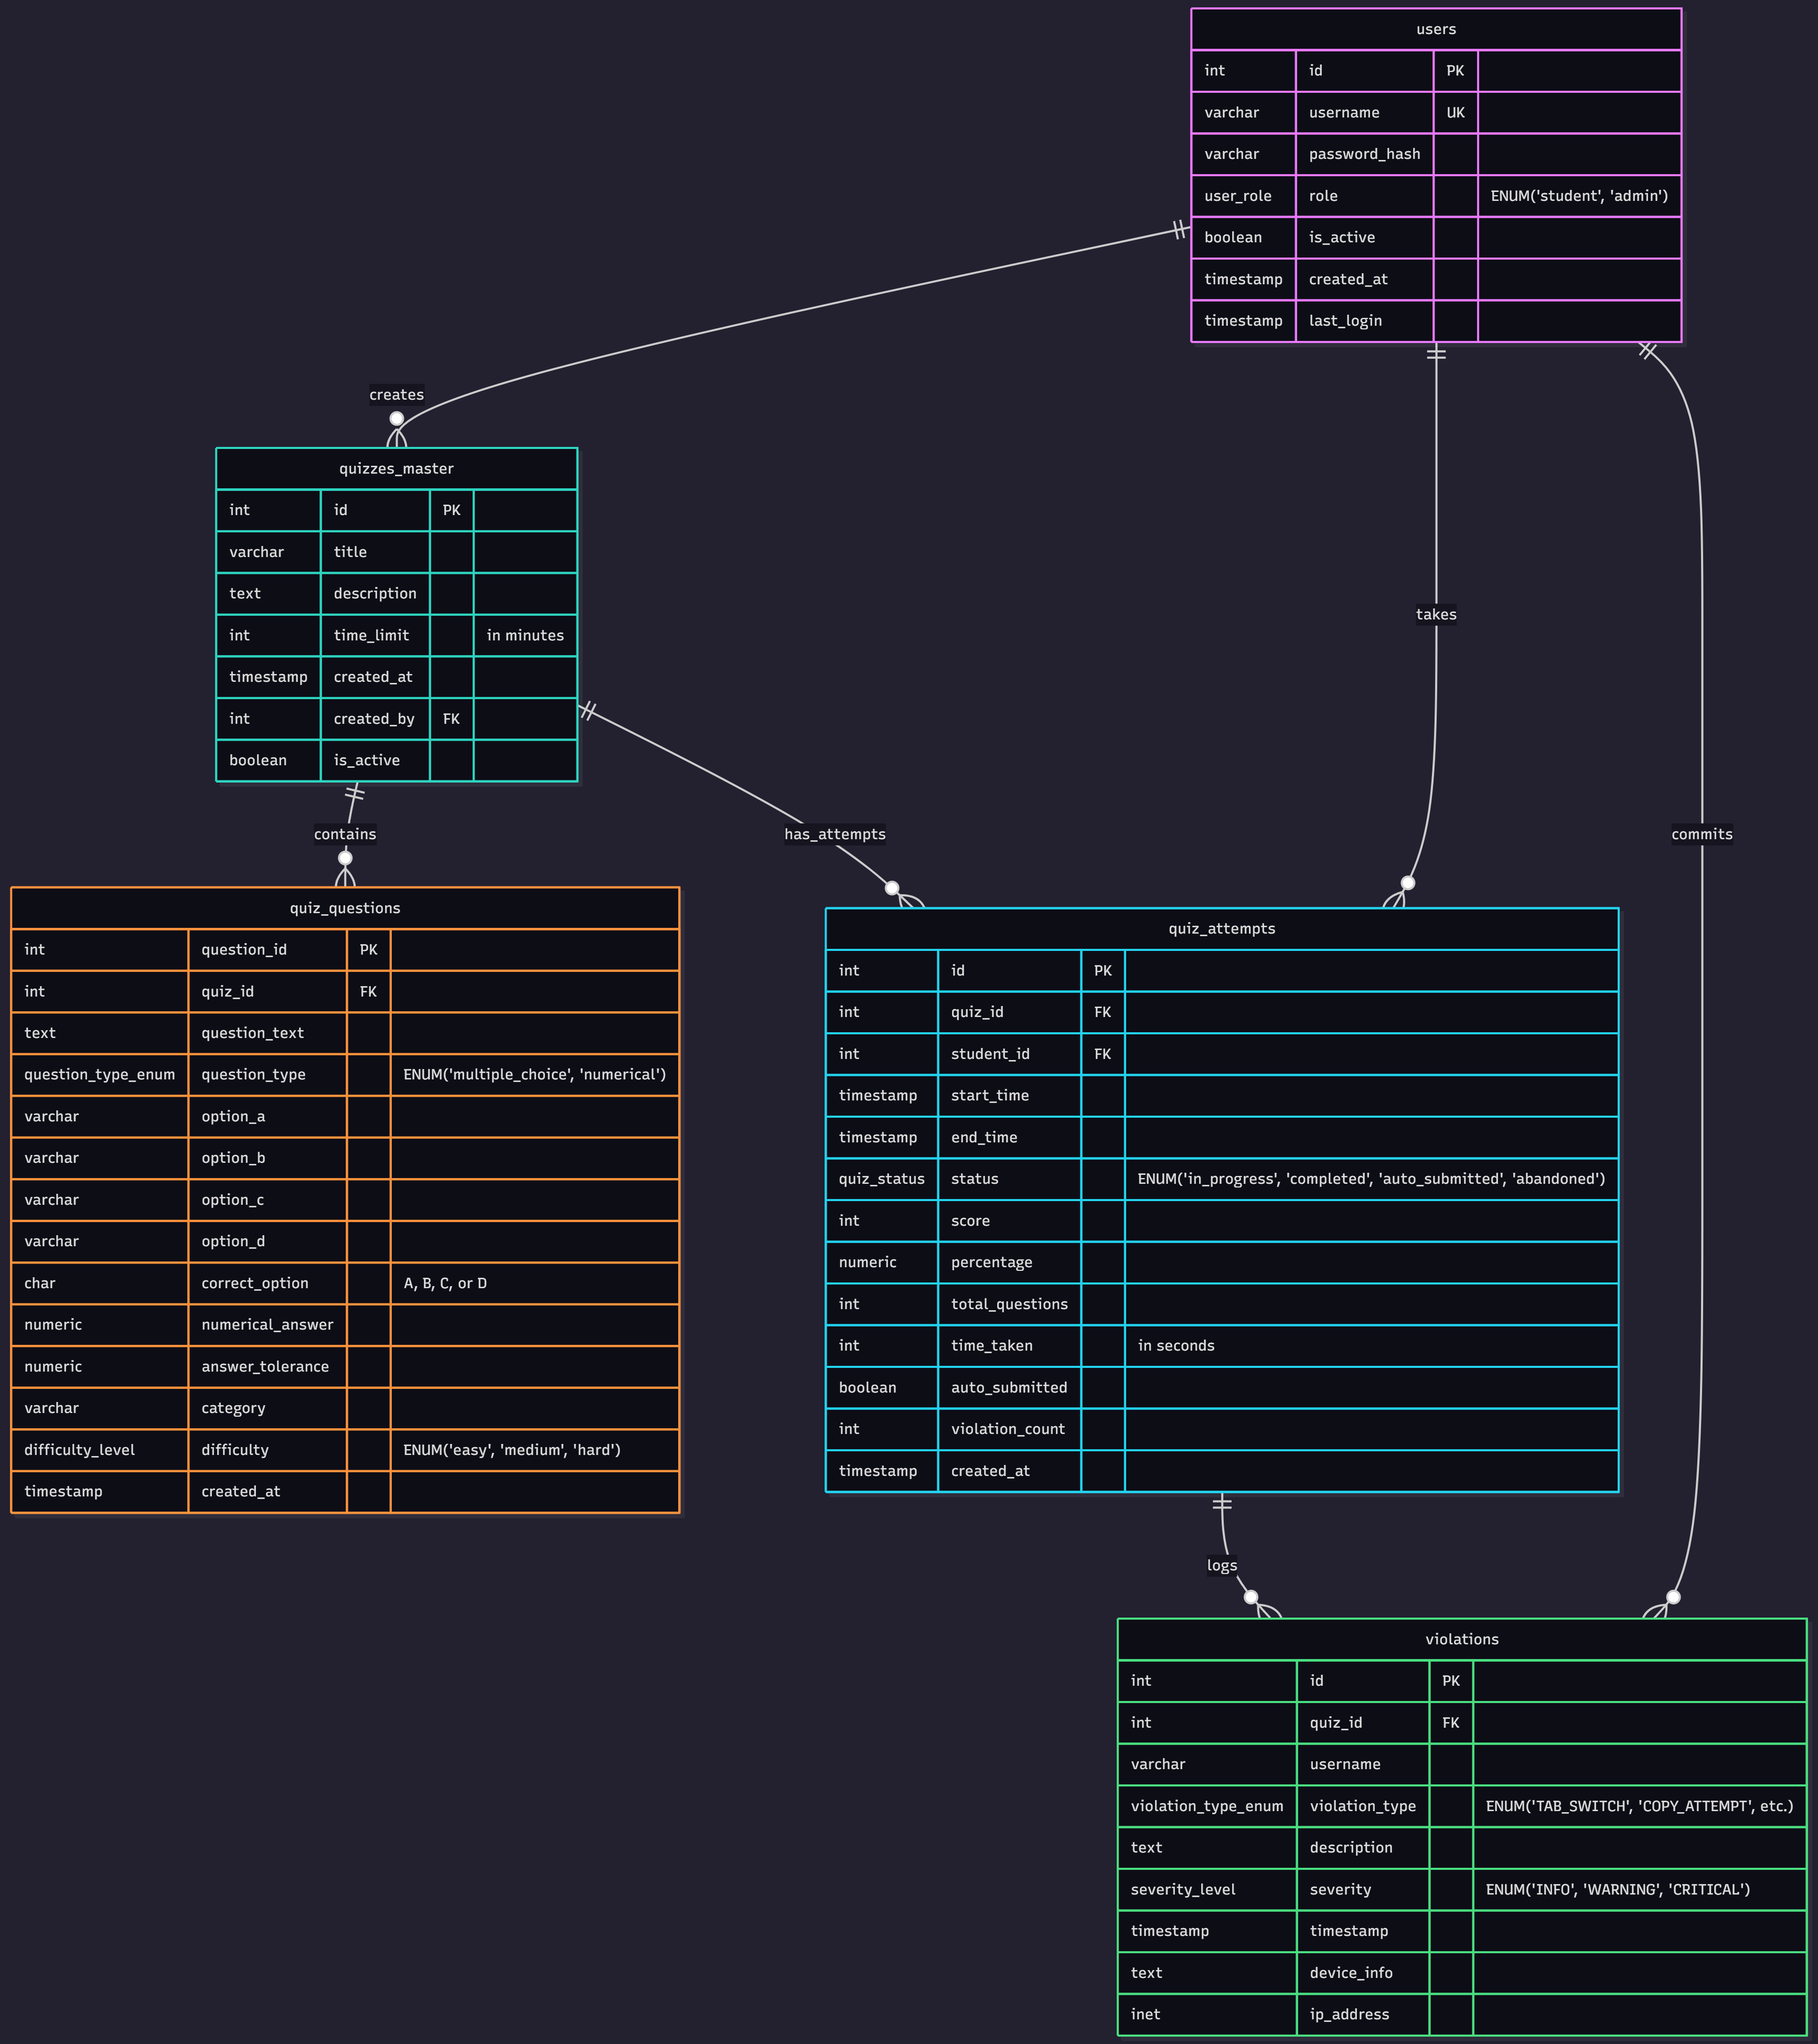 users
int id PK
varchar username UK
varchar password_hash
user_role role ENUM('student', 'admin')
boolean is_active
timestamp created_at
timestamp last_login
creates
quizzes_master
int id PK
varchar title
text description
int time_limit in minutes
timestamp created_at
int created_by FK
boolean is_active
takes
contains
has_attempts
commits
quiz_questions
int question_id PK
int quiz_id FK
text question_text
question_type_enum question_type ENUM('multiple_choice', 'numerical')
varchar option_a
varchar option_b
varchar option_c
varchar option_d
char correct_option A, B, C, or D
numeric numerical_answer
numeric answer_tolerance
varchar category
difficulty_level difficulty ENUM('easy', 'medium', 'hard')
timestamp created_at
quiz_attempts
int id PK
int quiz_id FK
int student_id FK
timestamp start_time
timestamp end_time
quiz_status status ENUM('in_progress', 'completed', 'auto_submitted', 'abandoned')
int score
numeric percentage
int total_questions
int time_taken in seconds
boolean auto_submitted
int violation_count
timestamp created_at
logs
violations
int id PK
int quiz_id FK
varchar username
violation_type_enum violation_type ENUM('TAB_SWITCH', 'COPY_ATTEMPT', etc.)
text description
severity_level severity ENUM('INFO', 'WARNING', 'CRITICAL')
timestamp timestamp
text device_info
inet ip_address